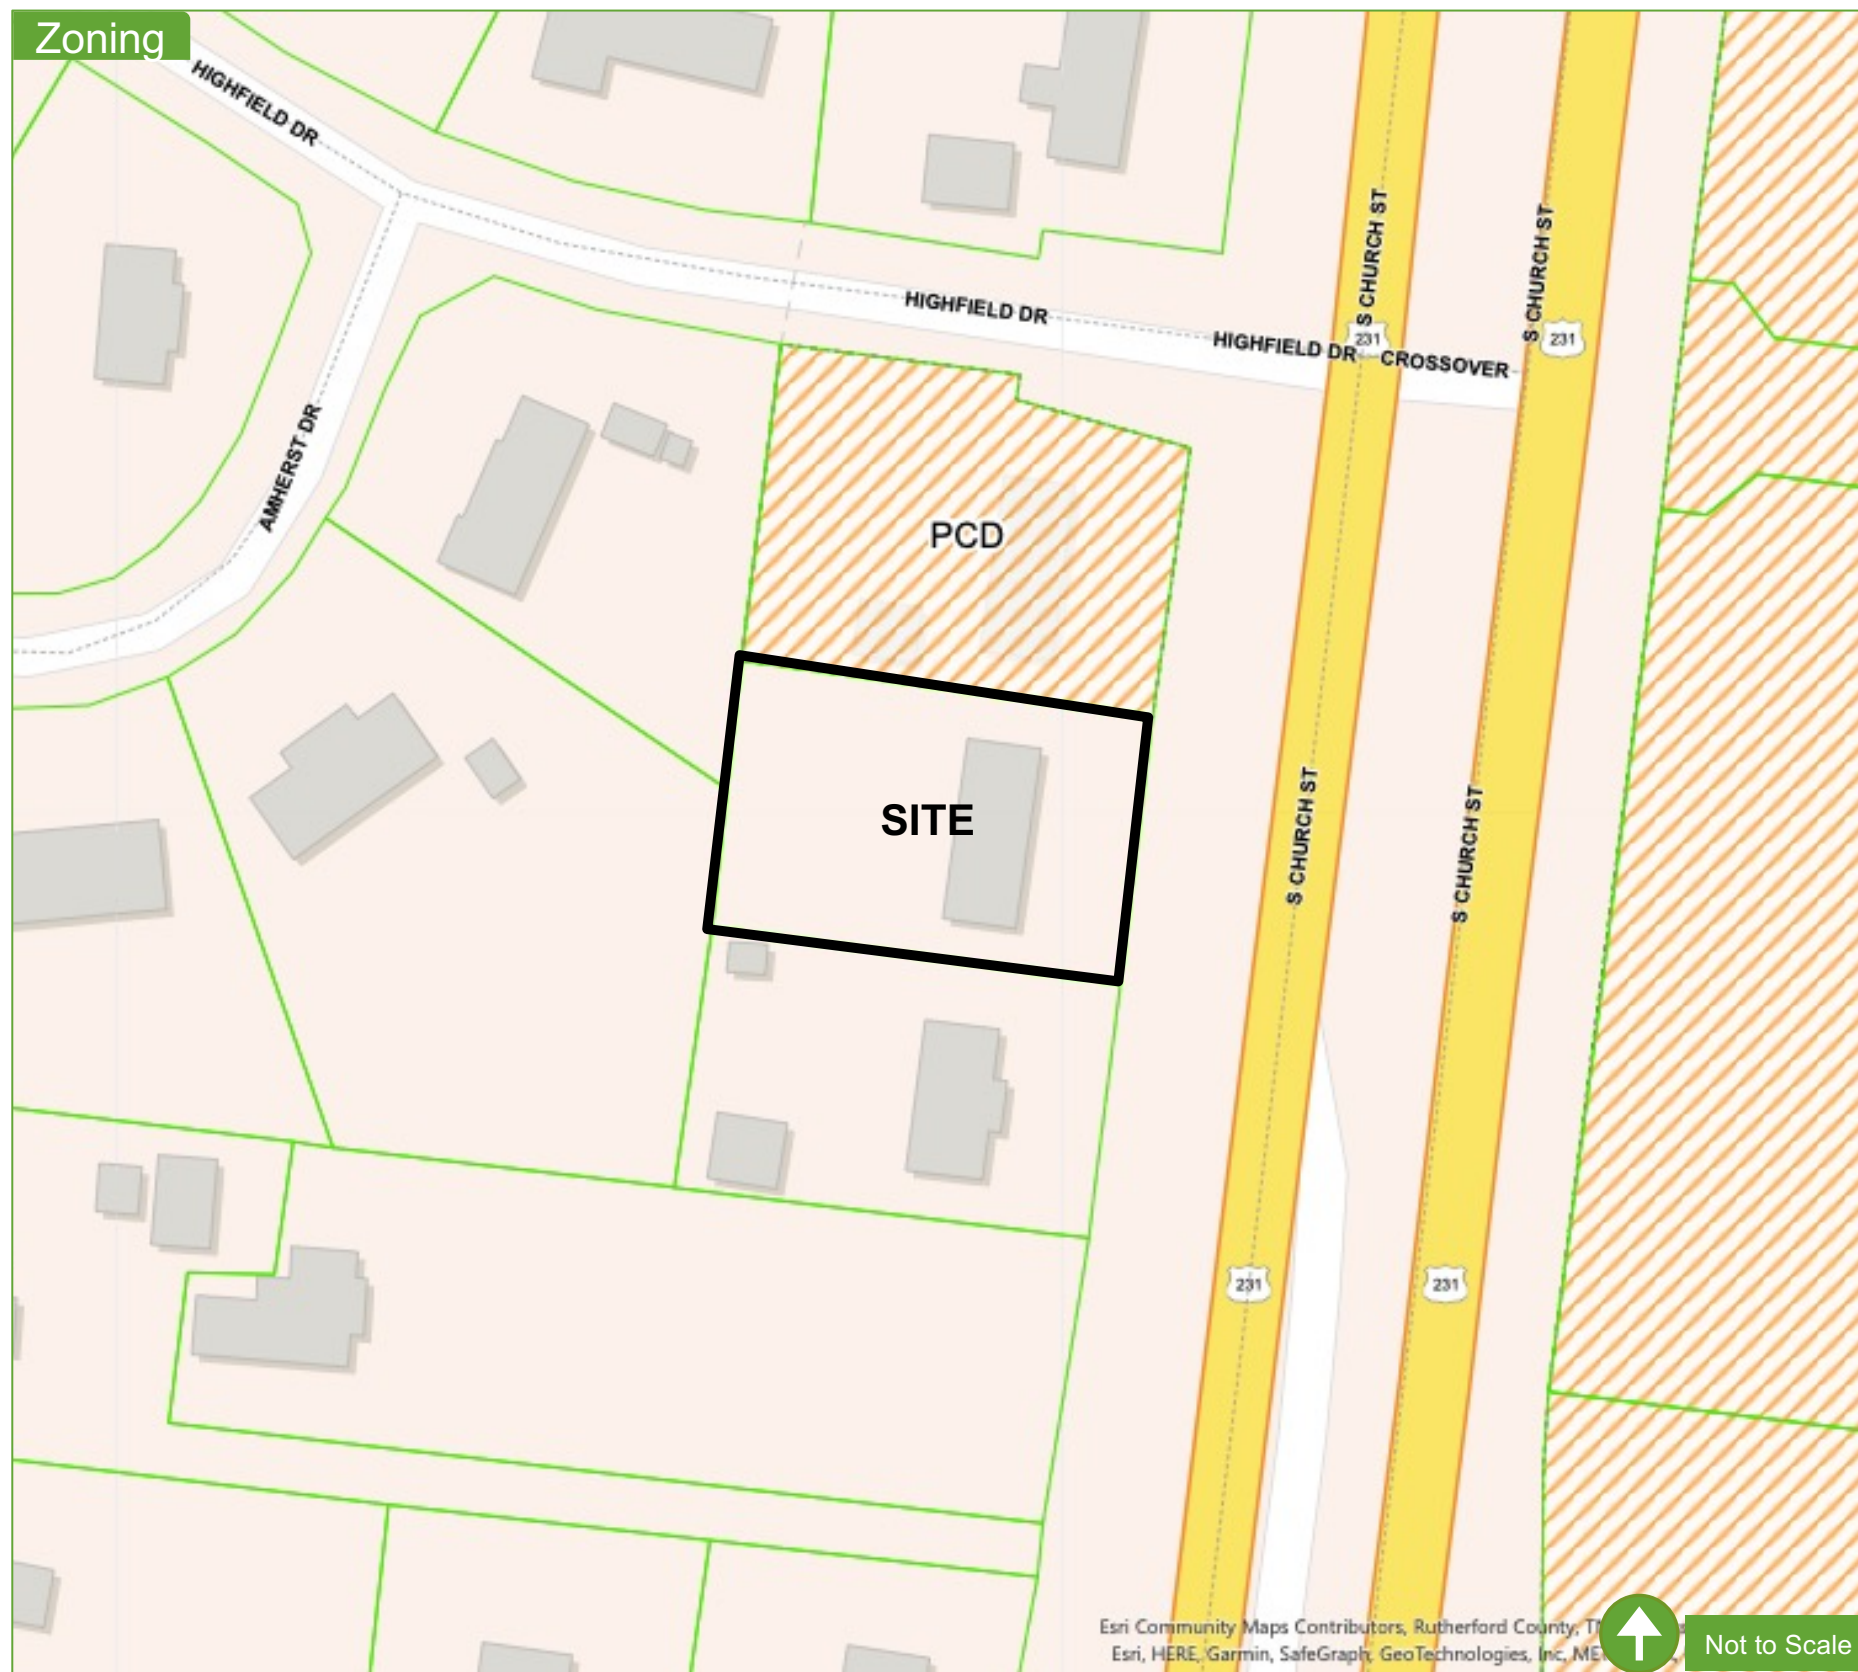 Zoning
HIGHFIELD DR
S CHURCH ST
S CHURCH ST
HIGHFIELD DR
HIGHFIELD DR
CROSSOVER
231
231
AMHERST DR
PCD
SITE
S CHURCH ST
S CHURCH ST
231
231
Esri Community Maps Contributors, Rutherford County,
Esri, HERE, Garmin, SafeGraph, GeoTechnologies, Inc,
Not to Scale